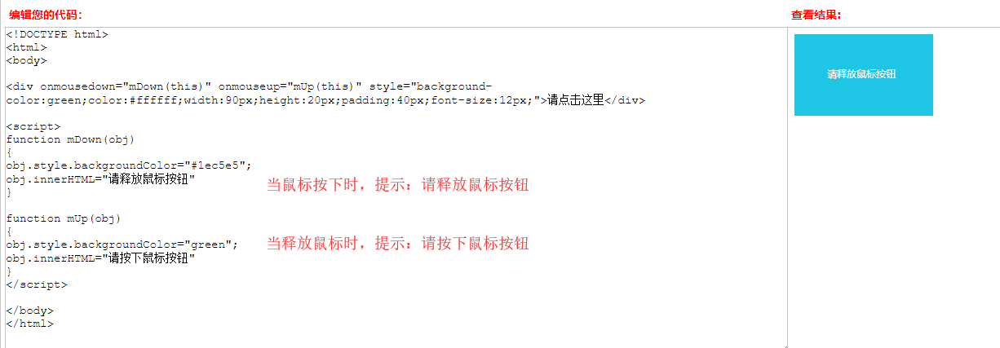 编辑您的代码：
查看结果：
<!DOCTYPE html>
<html>
<body>
<div onmousedown="mDown(this)" onmouseup="mUp(this)" style="background-
color:green;color:#ffffff;width:90px;height:20px;padding:40px;font-size:12px;">请点击这里</div>
<script>
function mDown(obj)
{
obj.style.backgroundColor="#1ec5e5";
obj.innerHTML="请释放鼠标按钮"
}
当鼠标按下时，提示：请释放鼠标按钮
function mUp(obj)
{
obj.style.backgroundColor="green";
obj.innerHTML="请按下鼠标按钮"
}
当释放鼠标时，提示：请按下鼠标按钮
</script>
</body>
</html>
请释放鼠标按钮